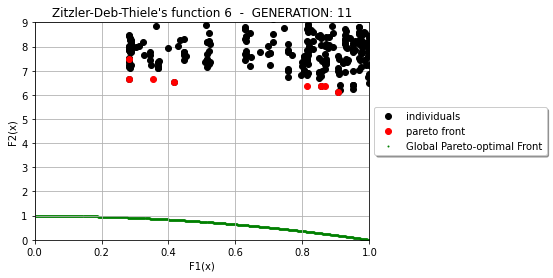 Zitzler-Deb-Thiele's function 6 - GENERATION: 11
9
8
7
6
5
4
3
2
1
0
F2(x)
0.0 0.2 0.4 0.6 0.8 1.0
F1(x)
individuals
pareto front
Global Pareto-optimal Front